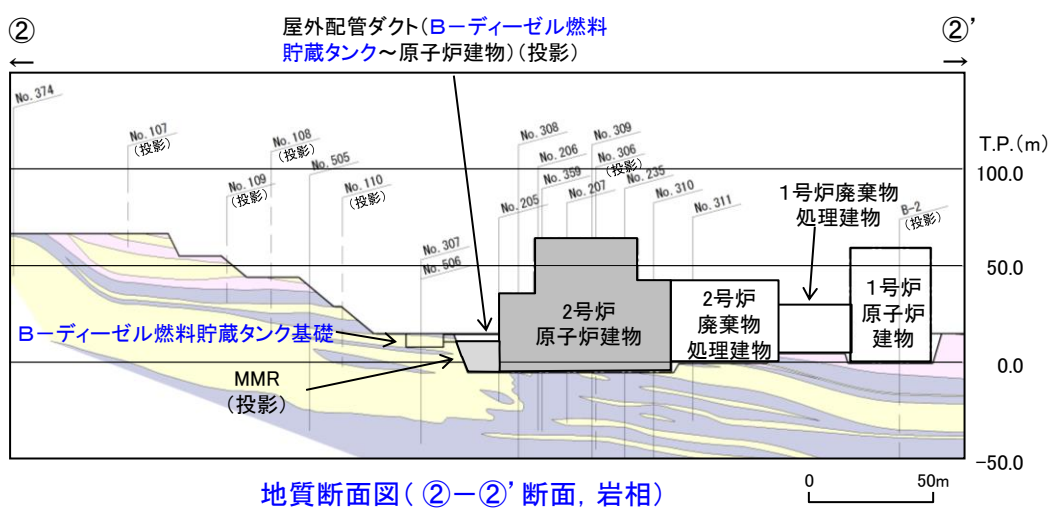 ②
②’
屋外配管ダクト(B-ディーゼル燃料
貯蔵タンク~原子炉建物)(投影)
←
→
T.P.(m)
No. 374
No. 107
(投影)
No. 108
(投影)
No. 109
(投影)
No. 505
No. 110
(投影)
No. 307
No. 506
No. 308
No. 206
No. 359
No. 205
No. 207
No. 309
No. 306
(投影)
No. 235
No. 310
No. 311
B-2
(投影)
100.0
50.0
0.0
-50.0
1号炉廃棄物
処理建物
2号炉
原子炉建物
2号炉
廃棄物
処理建物
1号炉
原子炉
建物
B-ディーゼル燃料貯蔵タンク基礎
MMR
(投影)
地質断面図(②-②’断面,岩相)
0
50m